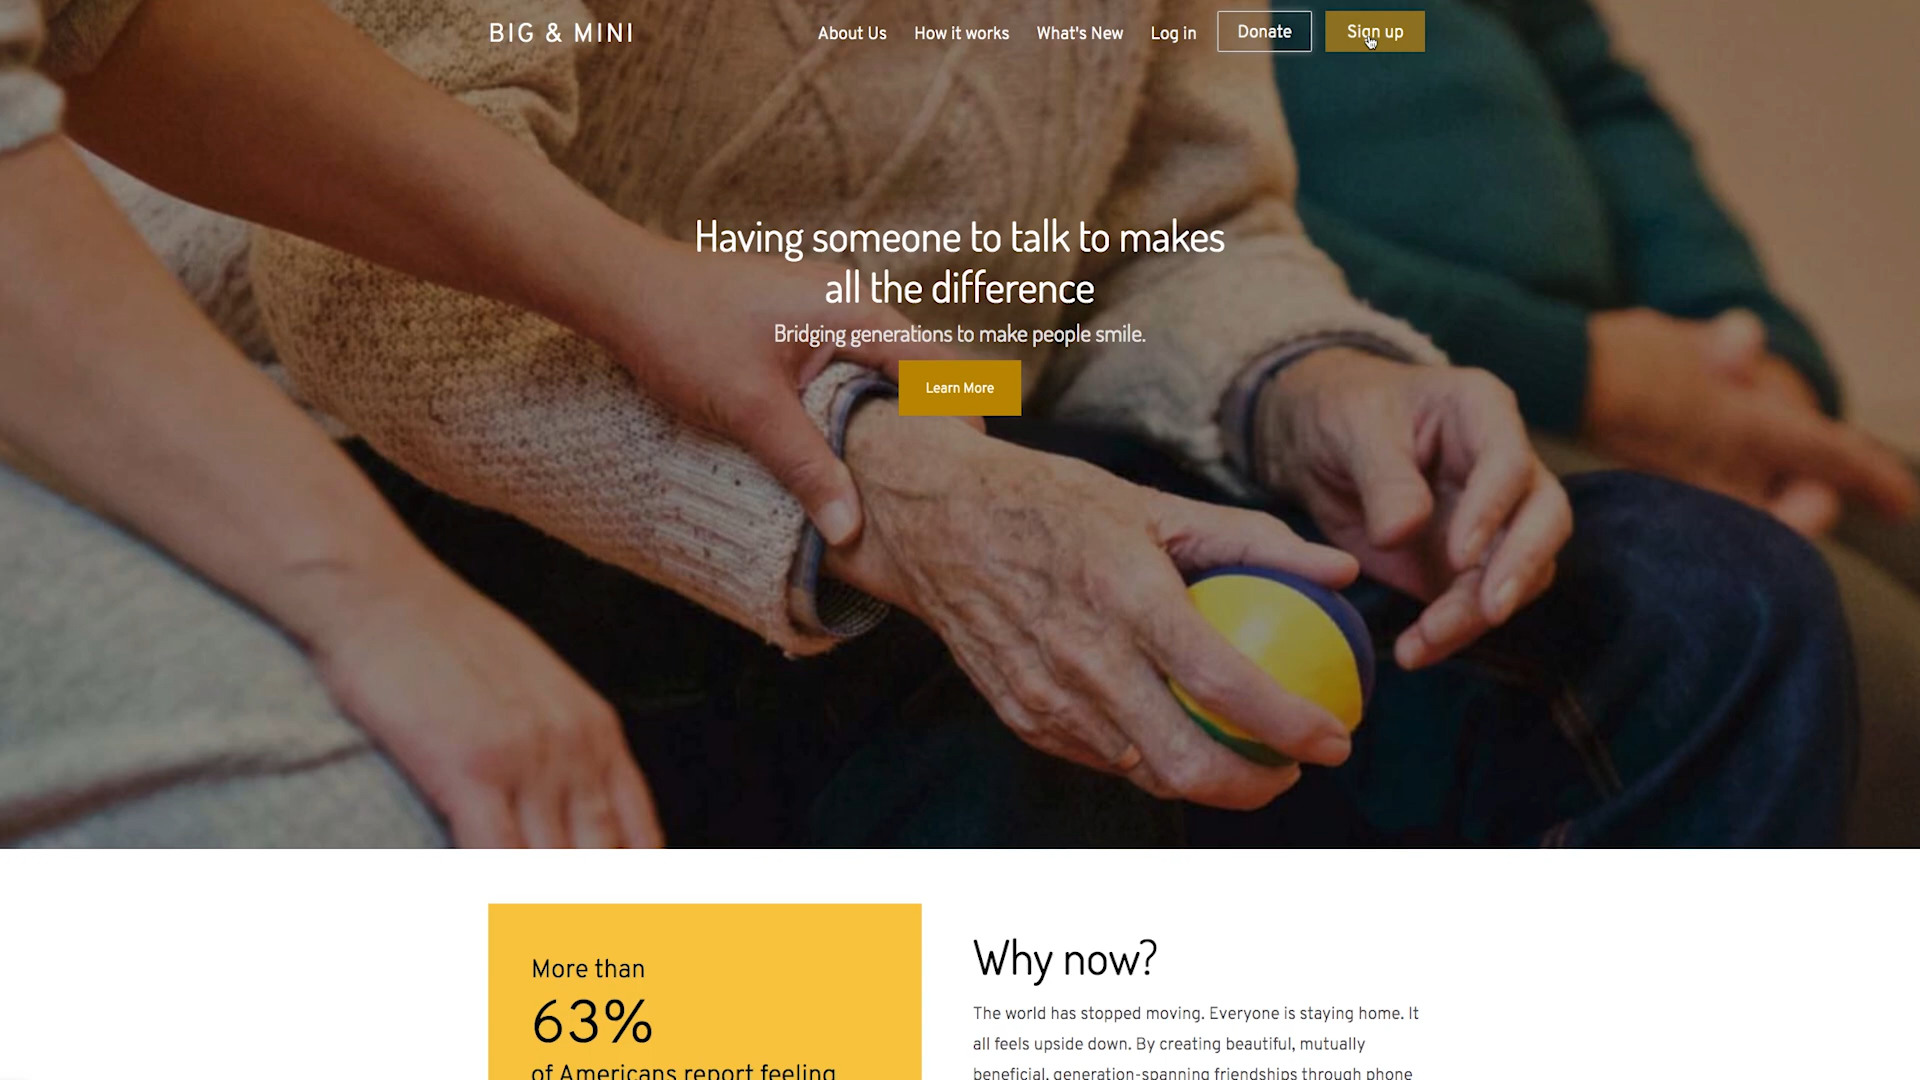 BIG & MINI
About Us
How it works
What's New
Log in
Donate
Sign up
Having someone to talk to makes
all the difference
Bridging generations to make people smile.
Learn More
More than
63%
of Americans report feeling
Why now?
The world has stopped moving. Everyone is staying home. It
all feels upside down. By creating beautiful, mutually
beneficial, generation-spanning friendships through phone